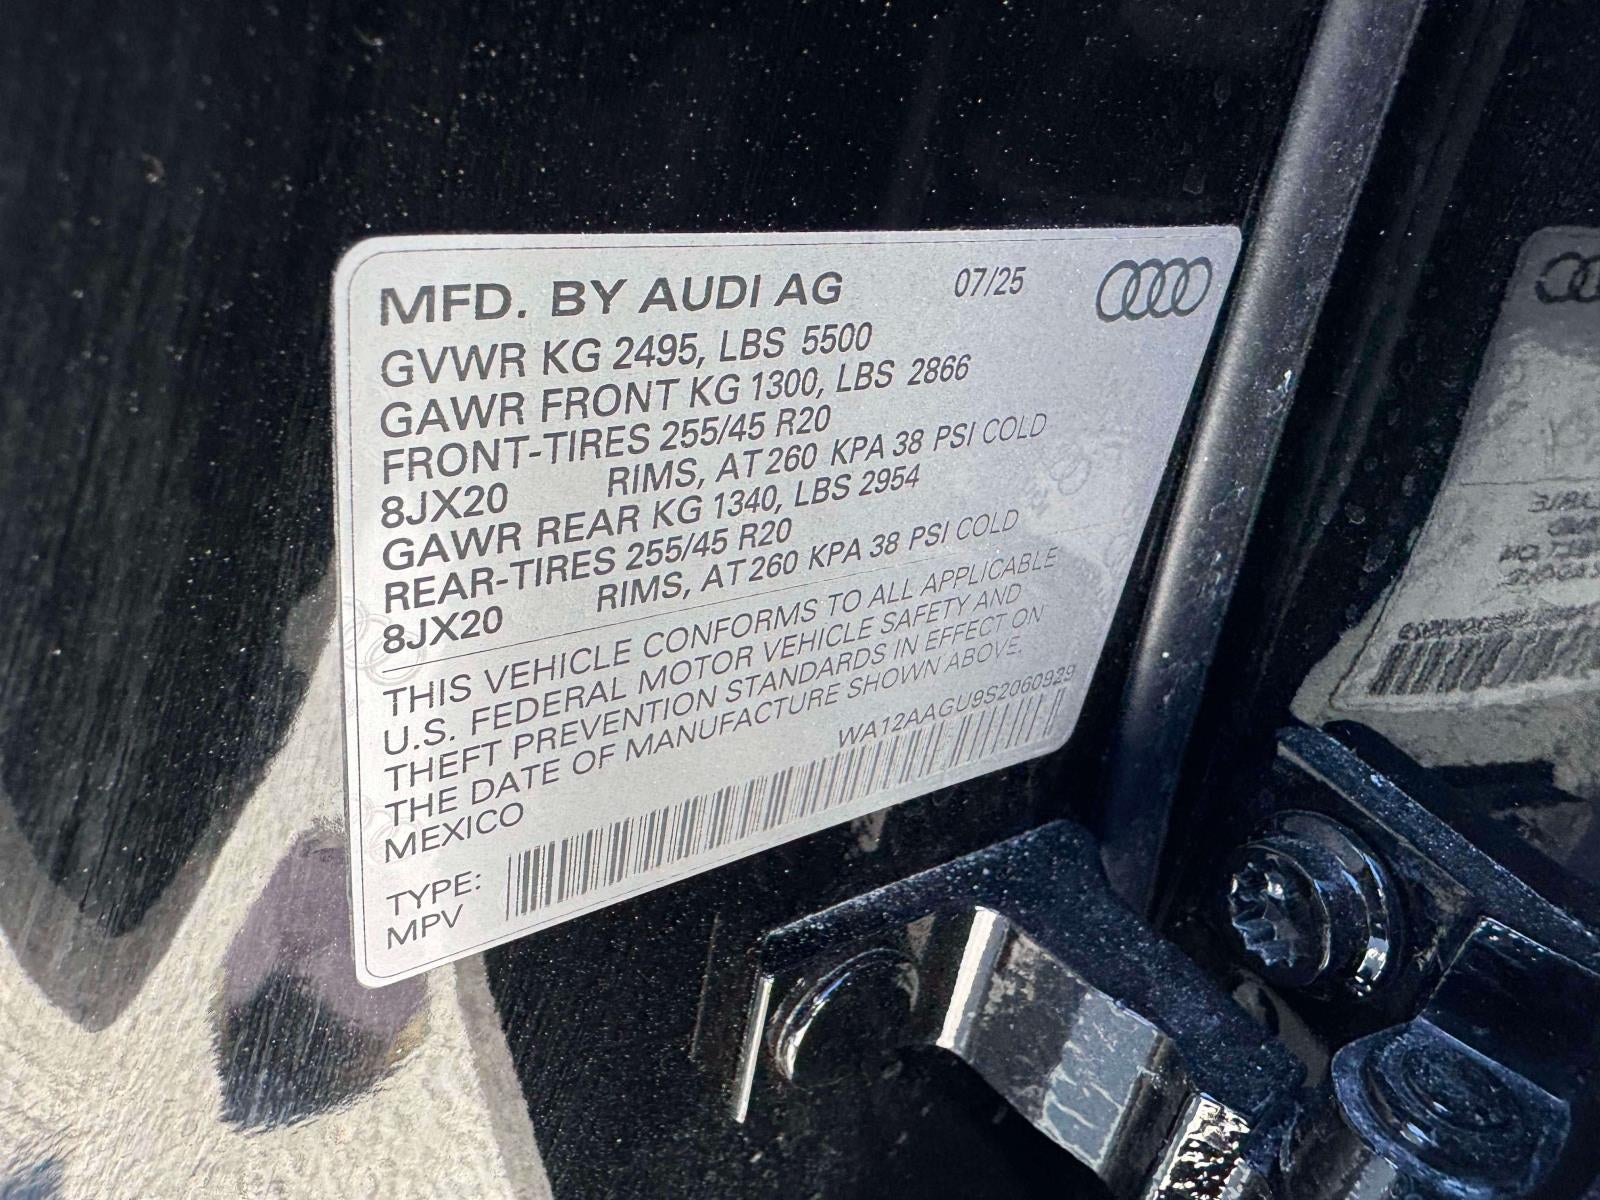 MFD. BY AUDI AG 07/25
GVWR KG 2495, LBS 5500
GAWR FRONT KG 1300, LBS 2866
FRONT-TIRES 255/45 R20
8JX20 RIMS, AT 260 KPA 38 PSI COLD
GAWR REAR KG 1340, LBS 2954
REAR-TIRES 255/45 R20
8JX20 RIMS, AT 260 KPA 38 PSI COLD
THIS VEHICLE CONFORMS TO ALL APPLICABLE
U.S. FEDERAL MOTOR VEHICLE SAFETY AND
THEFT PREVENTION STANDARDS IN EFFECT ON
THE DATE OF MANUFACTURE SHOWN ABOVE.
MEXICO WA12AAGU9S2060929
TYPE:
MPV